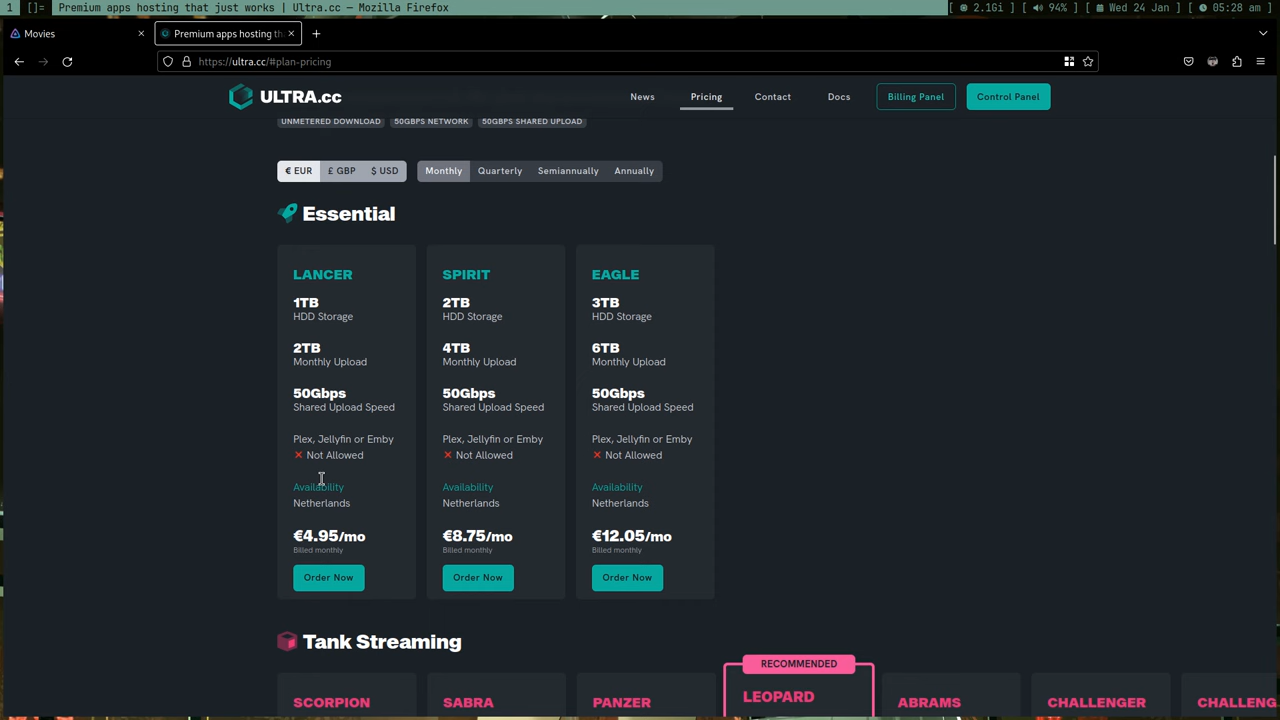 1 []= Premium apps hosting that just works | Ultra.cc — Mozilla Firefox [ 2.1Gi ] [ 94% ] [ Wed 24 Jan ] [ 05:28 am ]
Movies × Premium apps hosting th × +
https://ultra.cc/#plan-pricing
ULTRA.cc News Pricing Contact Docs Billing Panel Control Panel
UNMETERED DOWNLOAD 50GBPS NETWORK 50GBPS SHARED UPLOAD
€ EUR £ GBP $ USD Monthly Quarterly Semiannually Annually
Essential
LANCER
1TB
HDD Storage
2TB
Monthly Upload
50Gbps
Shared Upload Speed
Plex, Jellyfin or Emby
Not Allowed
Availability
Netherlands
€4.95/mo
Billed monthly
Order Now
SPIRIT
2TB
HDD Storage
4TB
Monthly Upload
50Gbps
Shared Upload Speed
Plex, Jellyfin or Emby
Not Allowed
Availability
Netherlands
€8.75/mo
Billed monthly
Order Now
EAGLE
3TB
HDD Storage
6TB
Monthly Upload
50Gbps
Shared Upload Speed
Plex, Jellyfin or Emby
Not Allowed
Availability
Netherlands
€12.05/mo
Billed monthly
Order Now
Tank Streaming
RECOMMENDED
SCORPION SABRA PANZER LEOPARD ABRAMS CHALLENGER CHALLENG